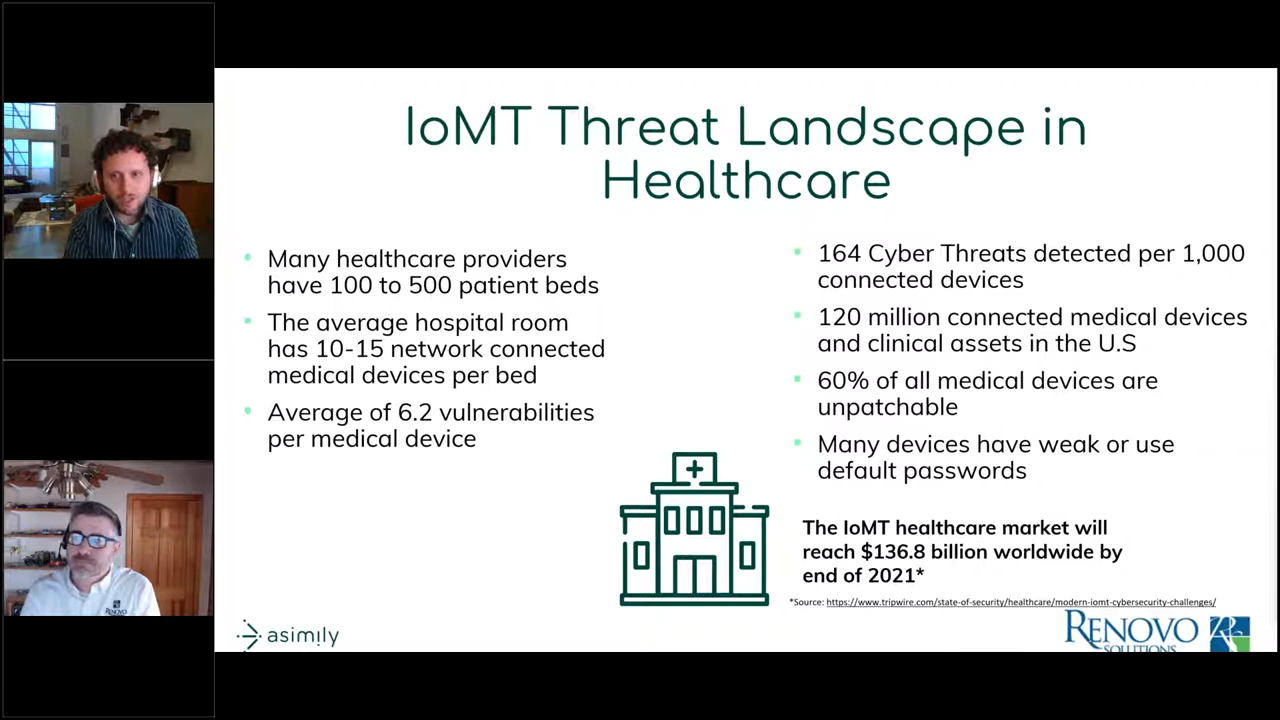 IoMT Threat Landscape in
Healthcare
Many healthcare providers
have 100 to 500 patient beds
The average hospital room
has 10-15 network connected
medical devices per bed
Average of 6.2 vulnerabilities
per medical device
164 Cyber Threats detected per 1,000
connected devices
120 million connected medical devices
and clinical assets in the U.S
60% of all medical devices are
unpatchable
Many devices have weak or use
default passwords
The IoMT healthcare market will
reach $136.8 billion worldwide by
end of 2021*
*Source: https://www.tripwire.com/state-of-security/healthcare/modern-iomt-cybersecurity-challenges/
asimily
RENOVO
SOLUTIONS
RENOVO